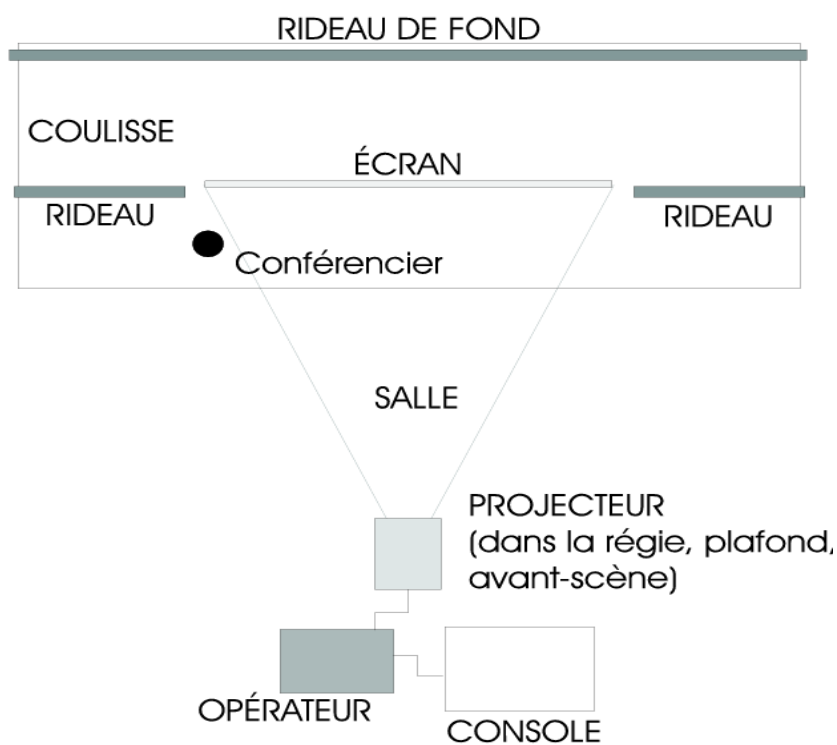 RIDEAU DE FOND
COULISSE
ÉCRAN
RIDEAU
RIDEAU
Conférencier
SALLE
PROJECTEUR
(dans la régie, plafond,
avant-scène)
OPÉRATEUR
CONSOLE